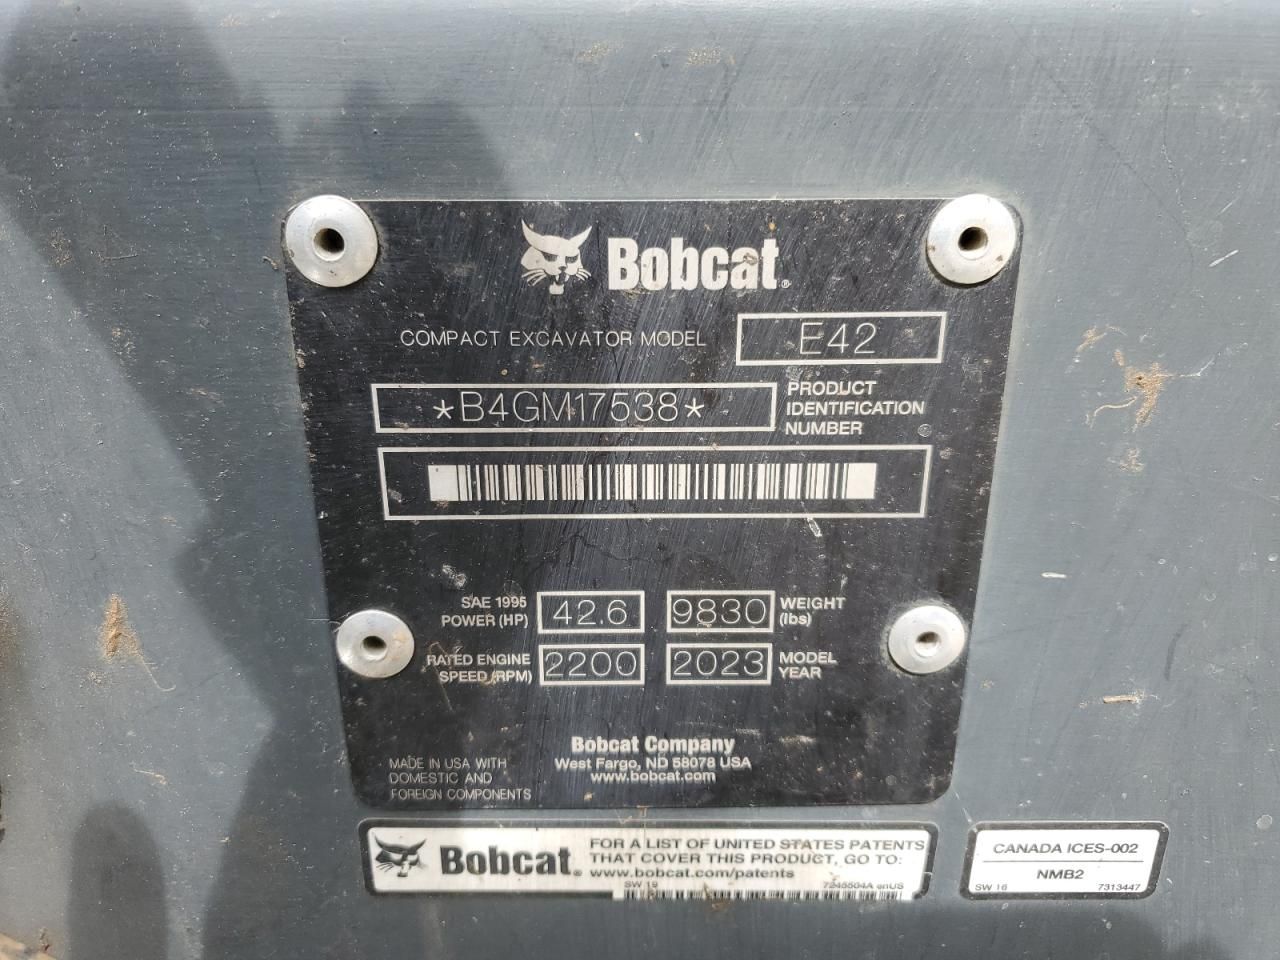 Bobcat®
COMPACT EXCAVATOR MODEL E42
*B4GM17538* PRODUCT
IDENTIFICATION
NUMBER
SAE 1995
POWER (HP) 42.6 9830 WEIGHT
(lbs)
RATED ENGINE
SPEED (RPM) 2200 2023 MODEL
YEAR
Bobcat Company
West Fargo, ND 58078 USA
www.bobcat.com
MADE IN USA WITH
DOMESTIC AND
FOREIGN COMPONENTS
Bobcat®
FOR A LIST OF UNITED STATES PATENTS
THAT COVER THIS PRODUCT, GO TO:
www.bobcat.com/patents
SW 19 7245504A enUS
CANADA ICES-002
NMB2
SW 16 7313447